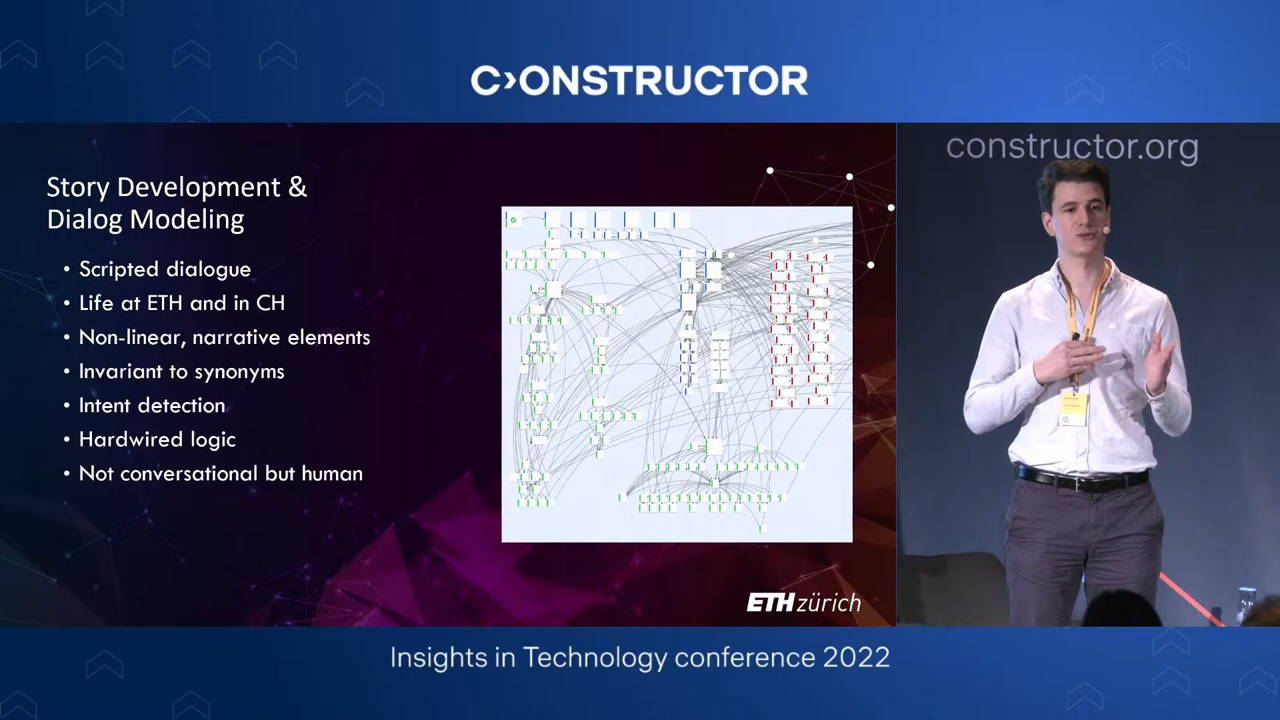 C›ONSTRUCTOR
constructor.org
Story Development &
Dialog Modeling
• Scripted dialogue
• Life at ETH and in CH
• Non-linear, narrative elements
• Invariant to synonyms
• Intent detection
• Hardwired logic
• Not conversational but human
ETH zürich
Insights in Technology conference 2022